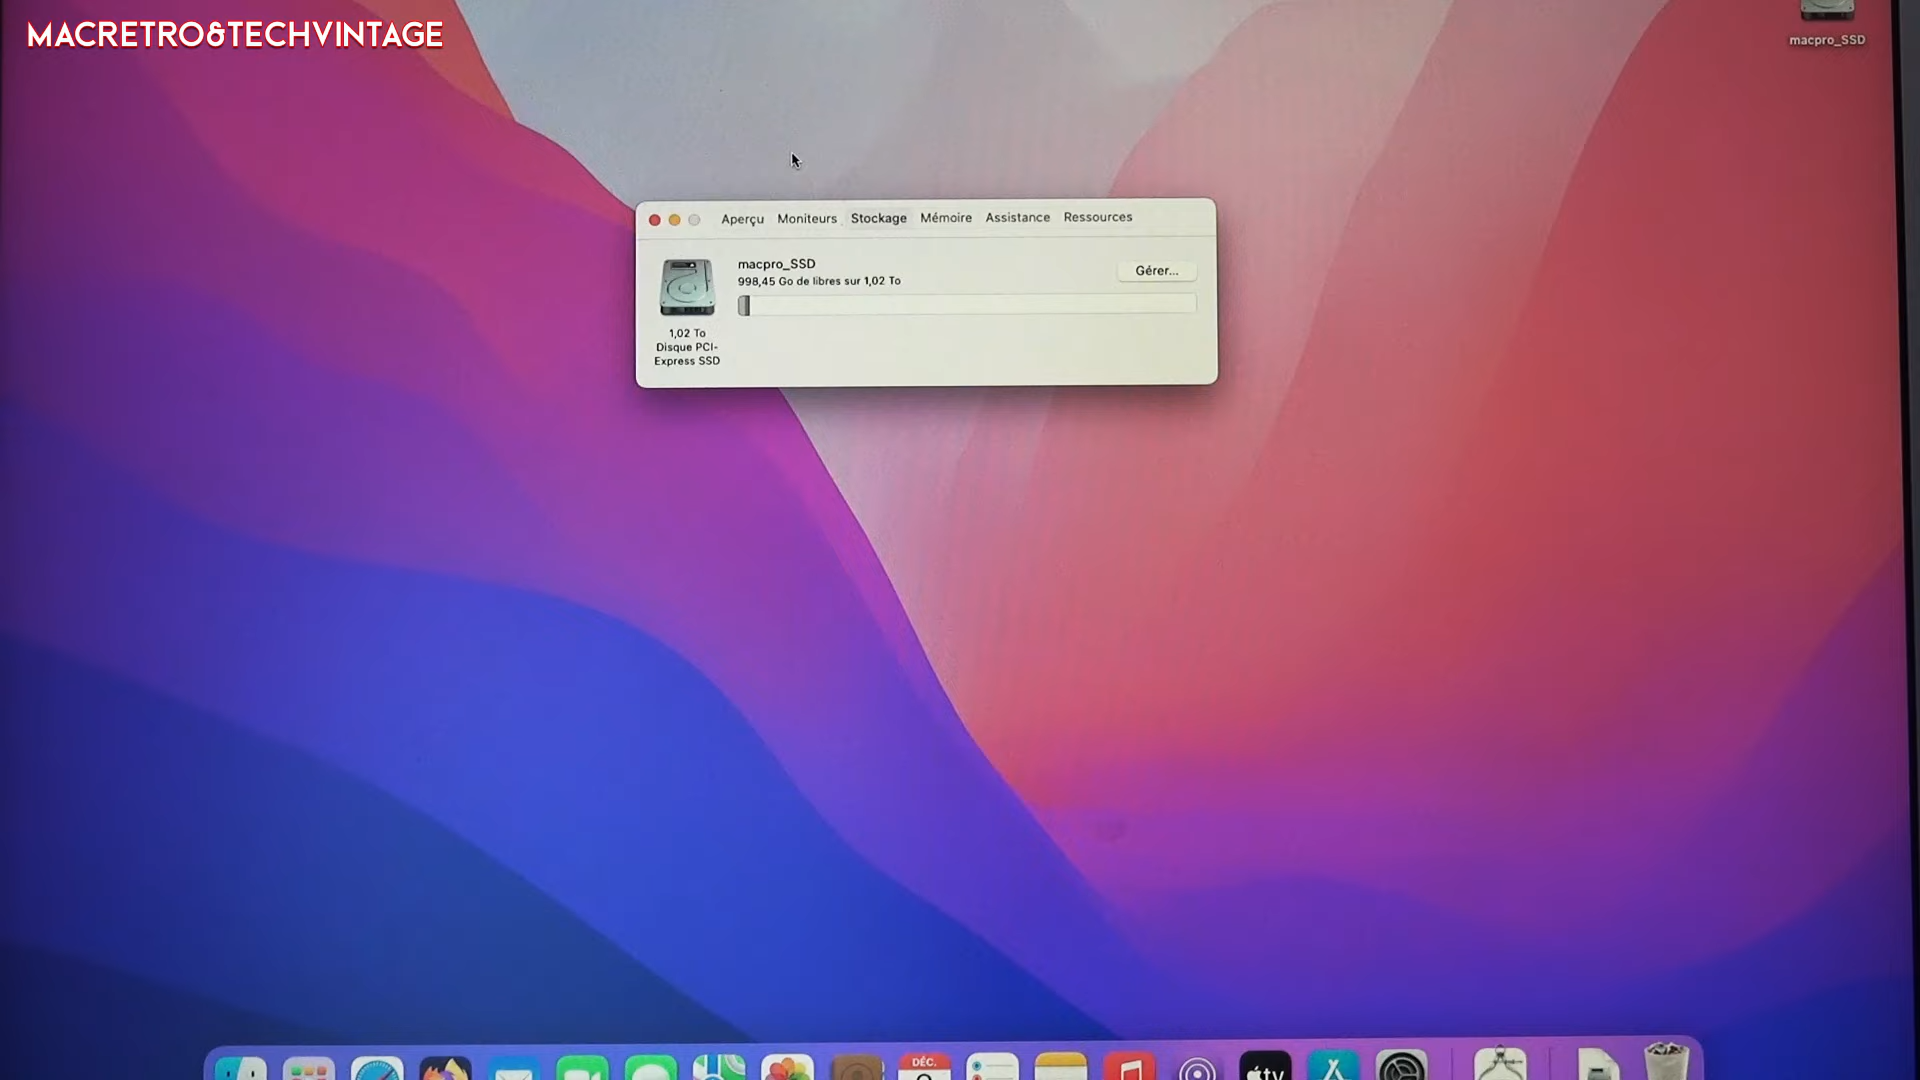 MACRETRO&TECHVINTAGE
macpro_SSD
Aperçu Moniteurs Stockage Mémoire Assistance Ressources
macpro_SSD
998,45 Go de libres sur 1,02 To
Gérer...
1,02 To
Disque PCI-
Express SSD
DÉC.
tv